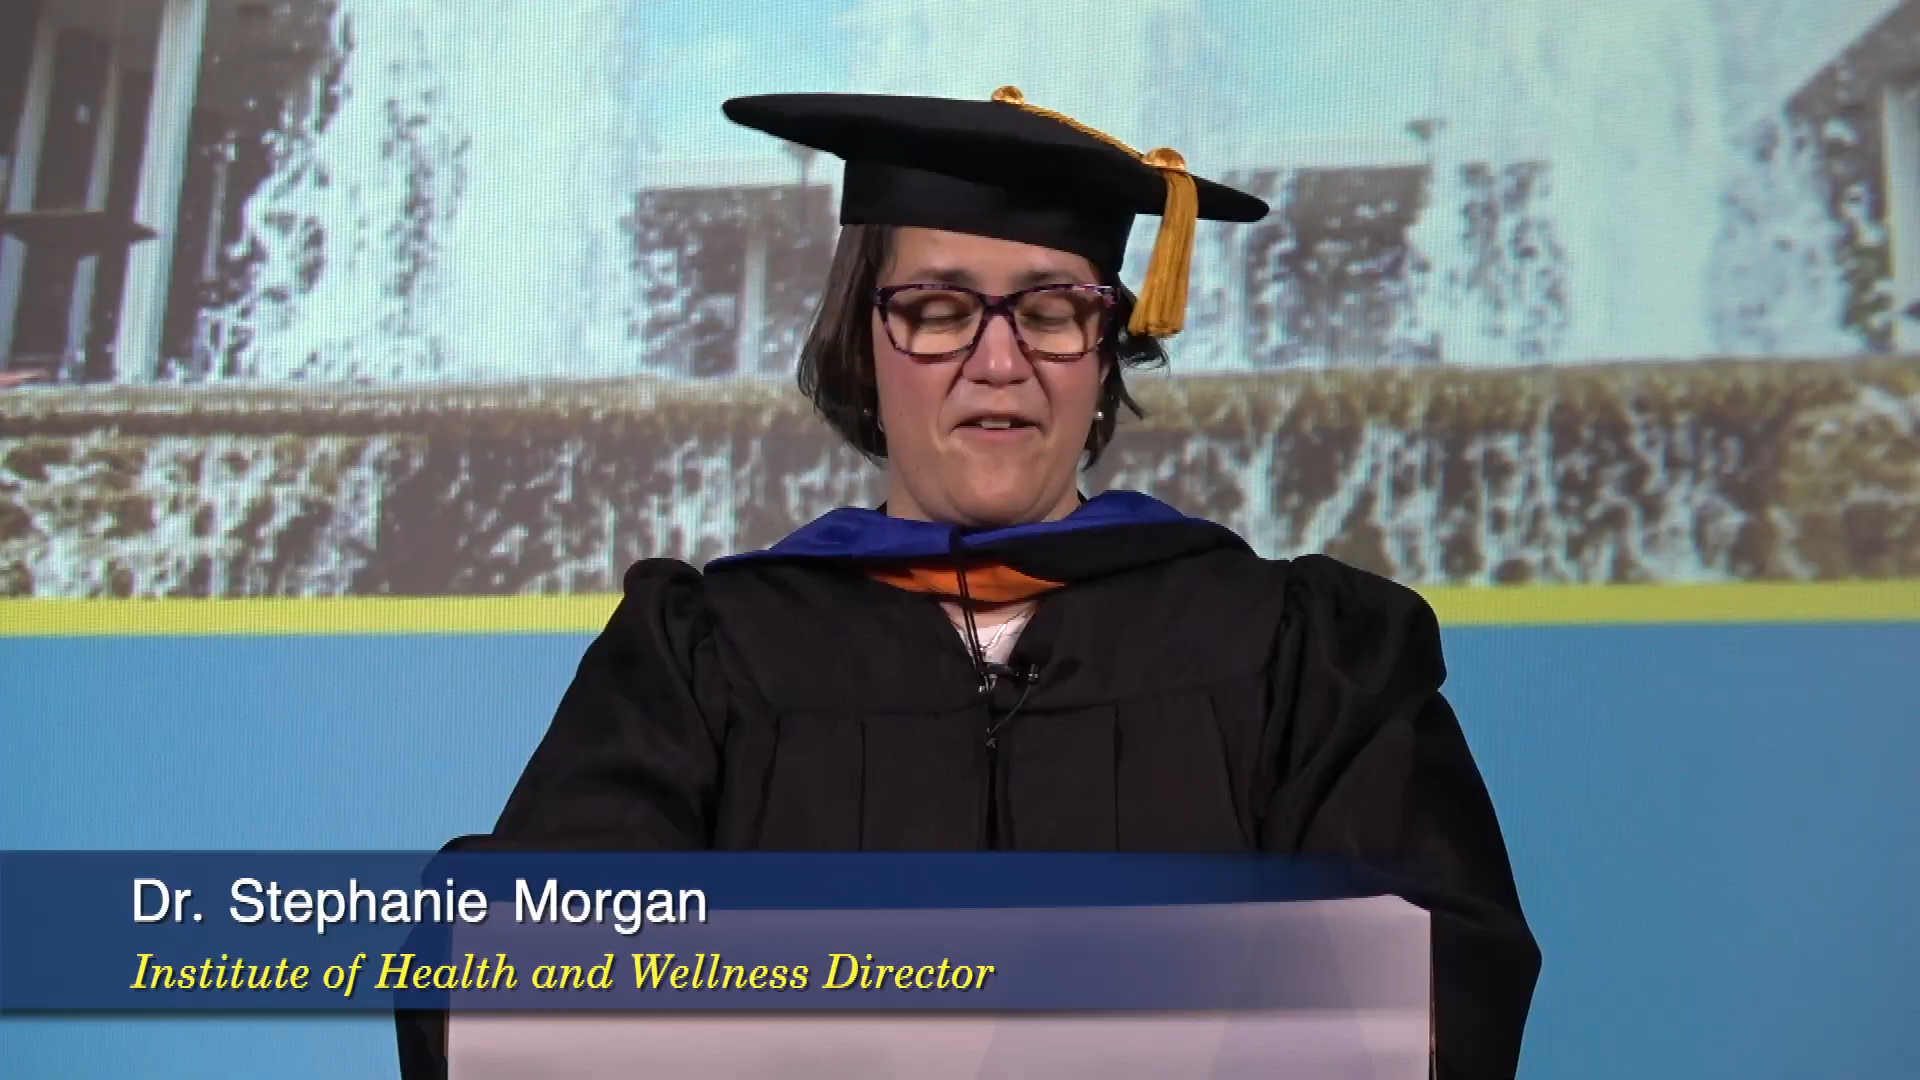 Dr. Stephanie Morgan
Institute of Health and Wellness Director